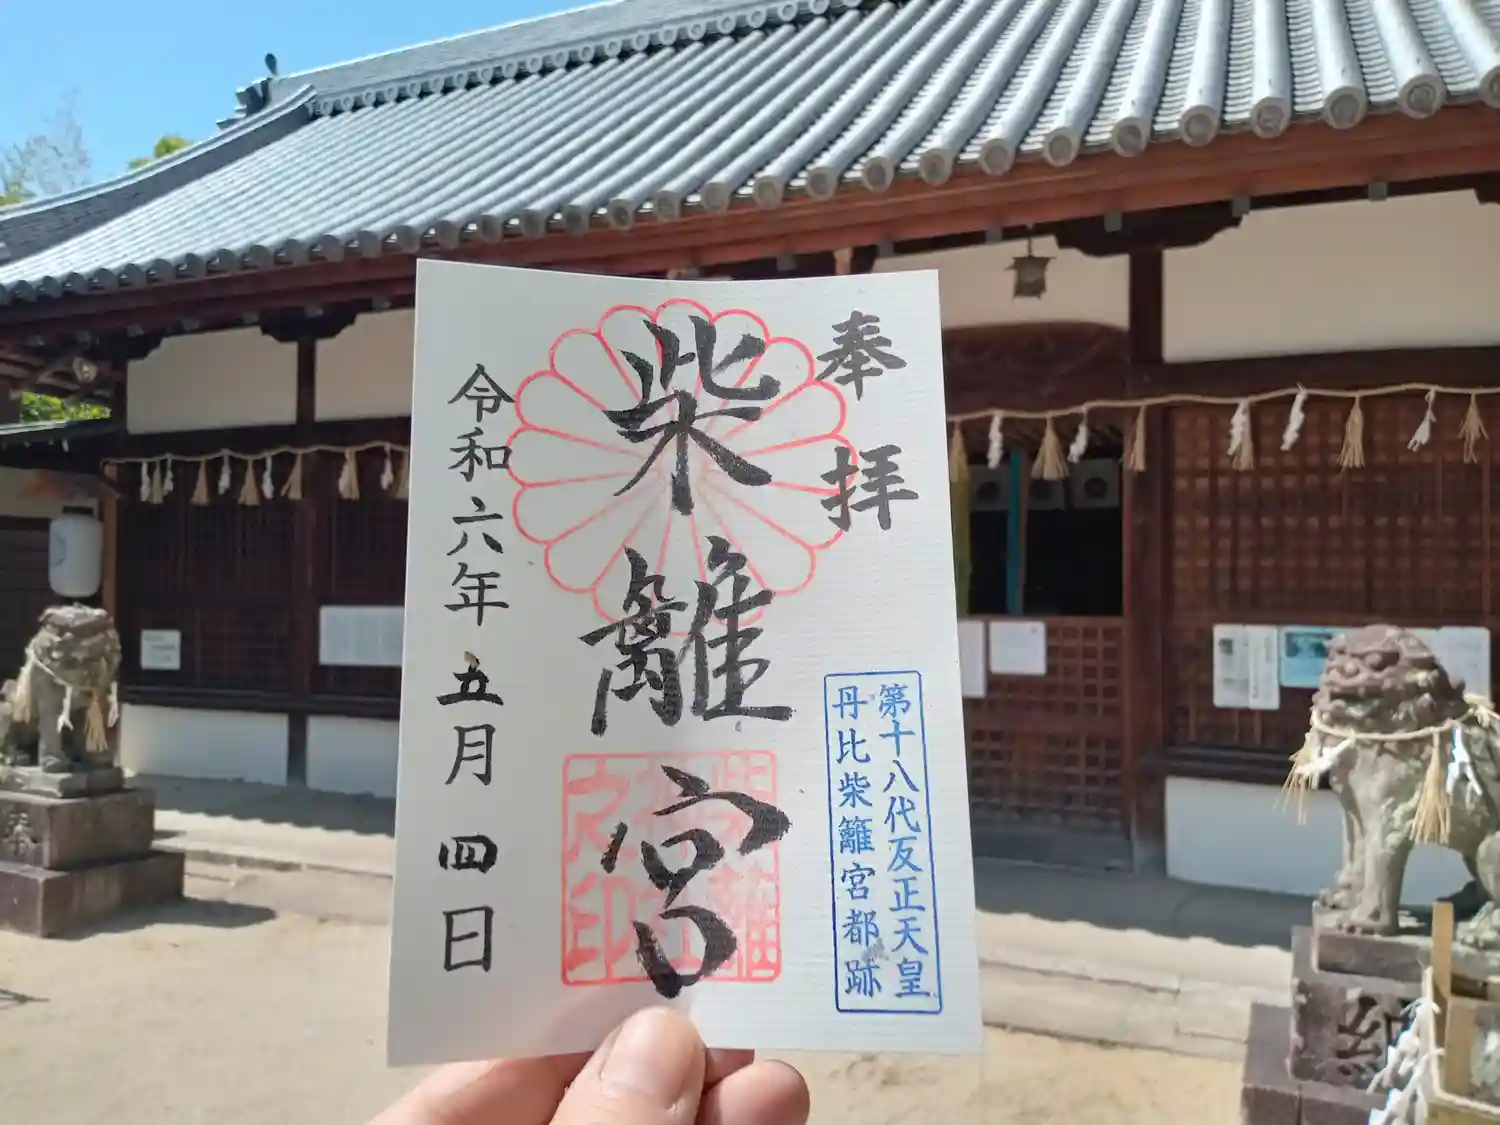 奉拝
柴籬宮
令和六年五月四日
第十八代反正天皇
丹比柴籬宮都跡
奉